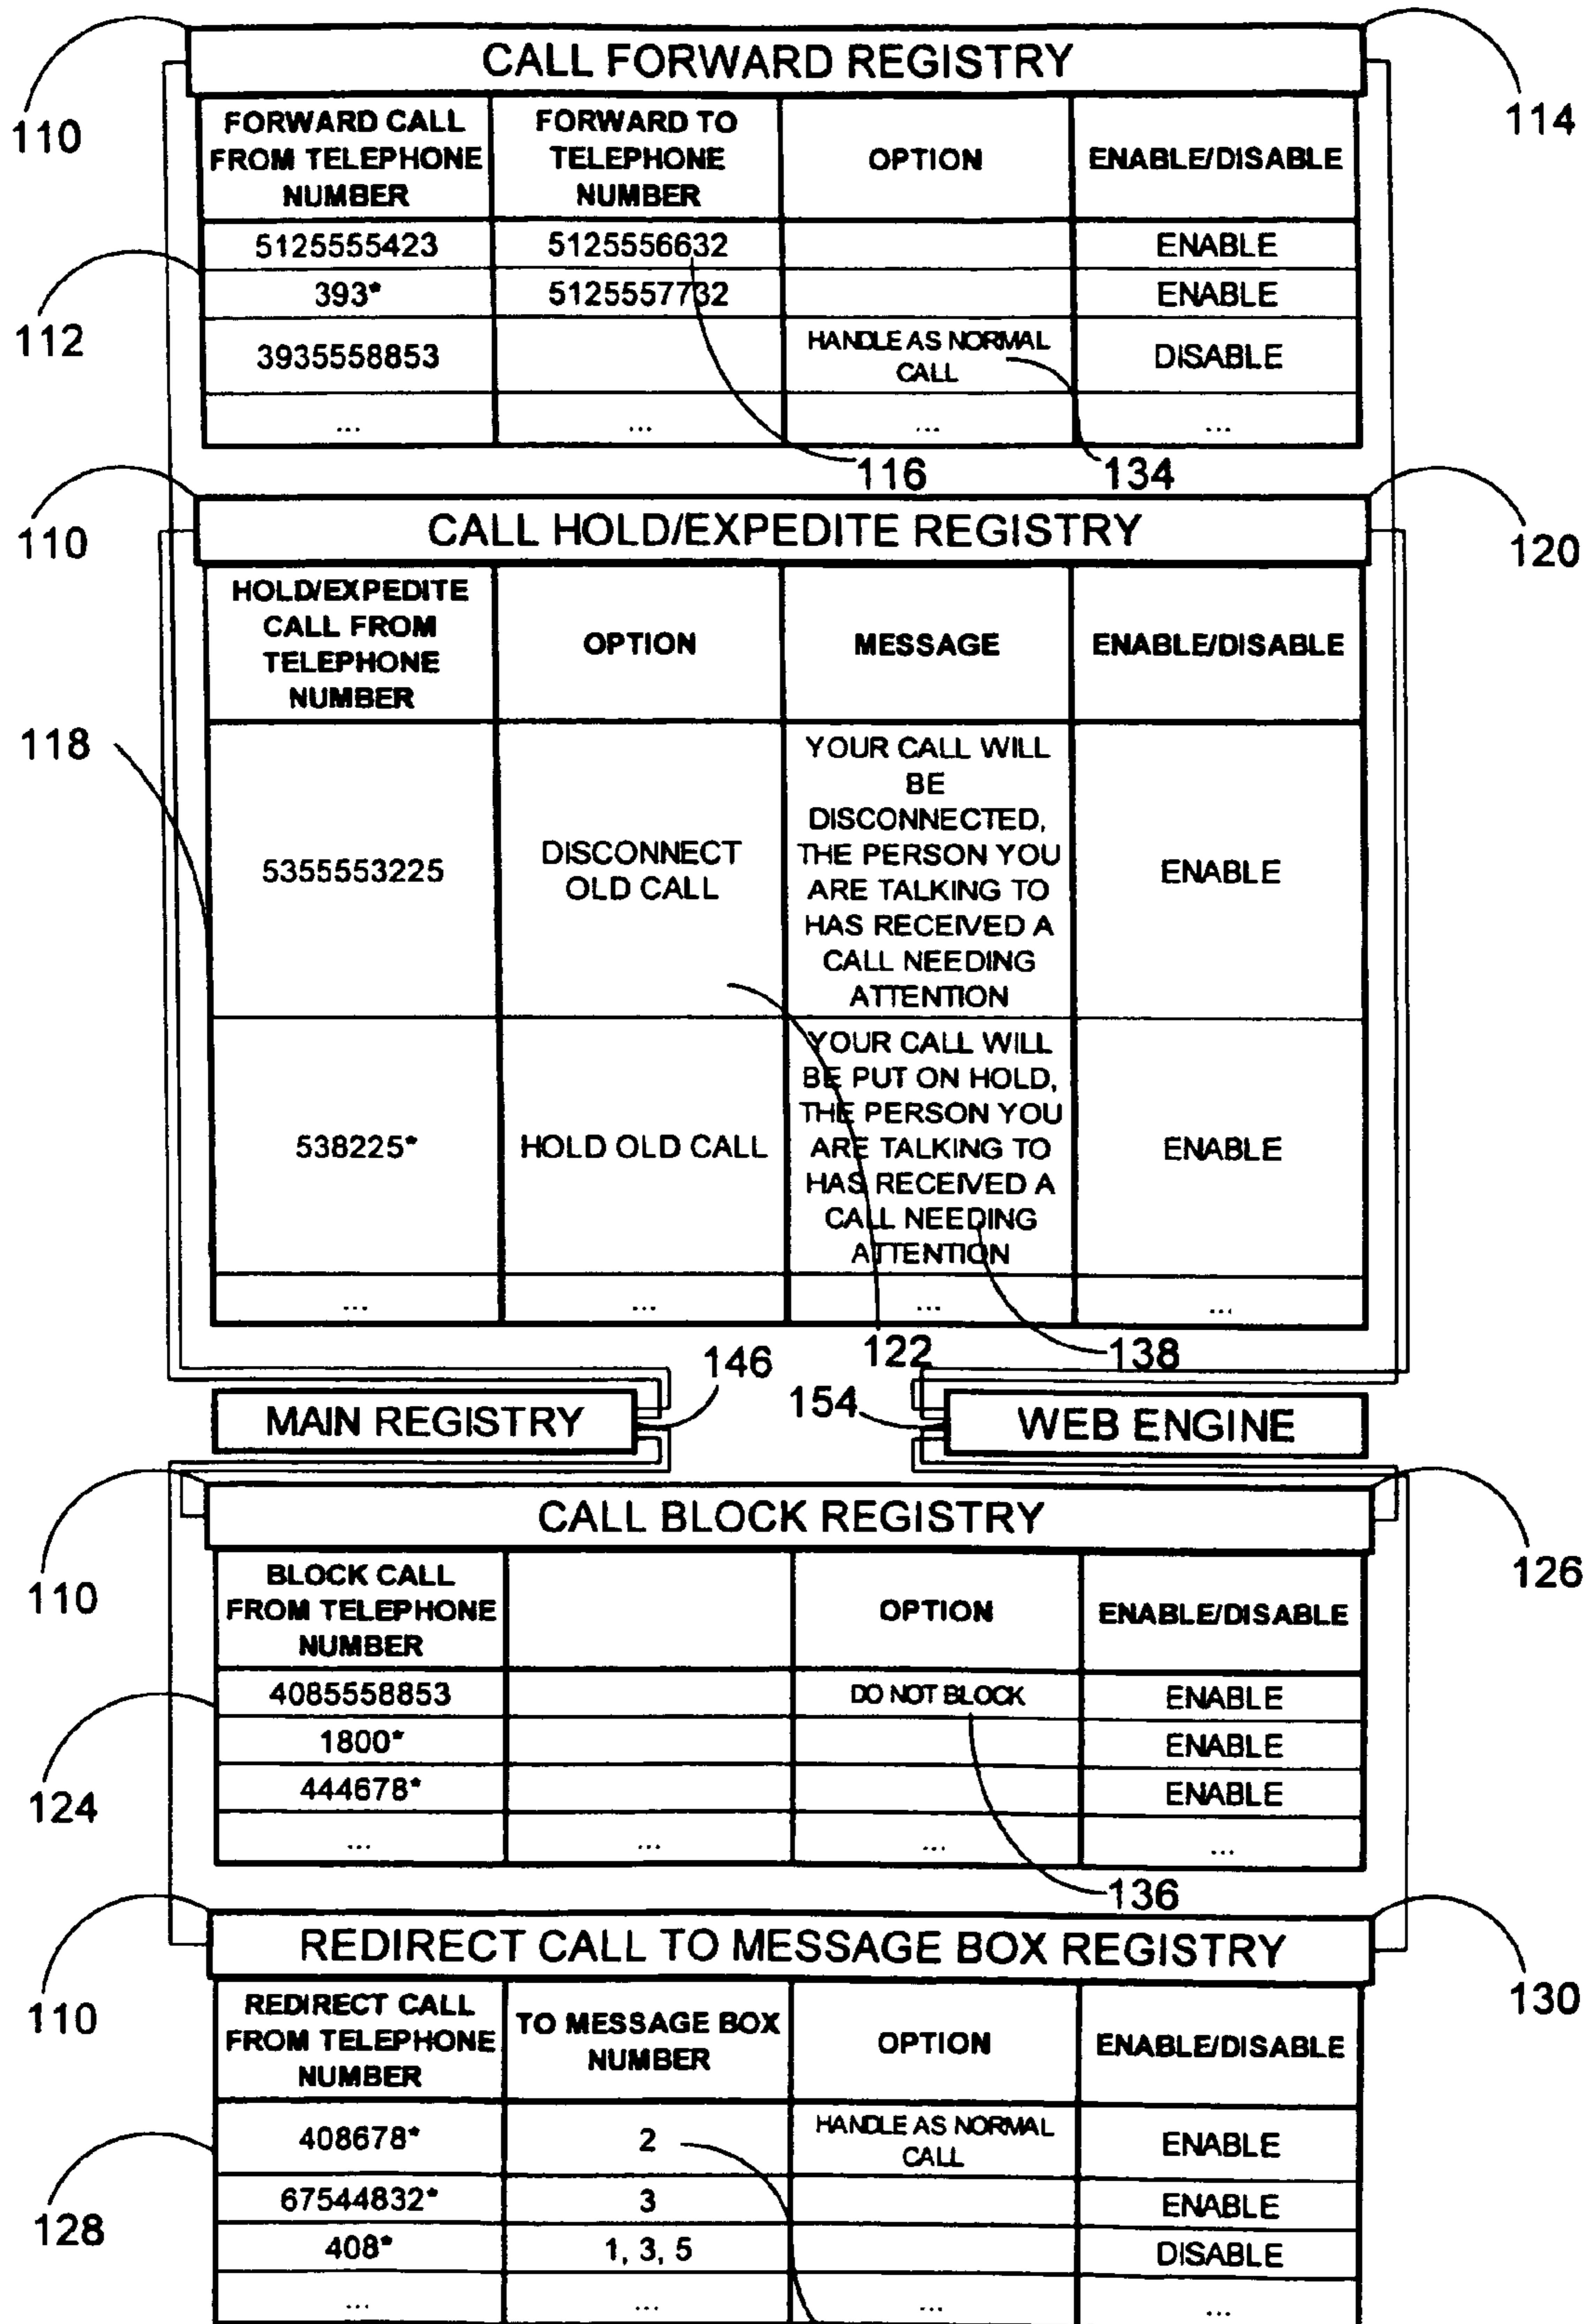 CALL FORWARD REGISTRY
110
114
FORWARD CALL FROM TELEPHONE NUMBER
FORWARD TO TELEPHONE NUMBER
OPTION
ENABLE/DISABLE
5125555423
5125556632
ENABLE
112
393*
5125557732
ENABLE
3935558853
HANDLE AS NORMAL CALL
DISABLE
...
...
...
...
116
134
110
CALL HOLD/EXPEDITE REGISTRY
120
HOLD/EXPEDITE CALL FROM TELEPHONE NUMBER
OPTION
MESSAGE
ENABLE/DISABLE
118
5355553225
DISCONNECT OLD CALL
YOUR CALL WILL BE DISCONNECTED, THE PERSON YOU ARE TALKING TO HAS RECEIVED A CALL NEEDING ATTENTION
ENABLE
538225*
HOLD OLD CALL
YOUR CALL WILL BE PUT ON HOLD, THE PERSON YOU ARE TALKING TO HAS RECEIVED A CALL NEEDING ATTENTION
ENABLE
...
...
...
...
122
138
146
154
MAIN REGISTRY
WEB ENGINE
CALL BLOCK REGISTRY
110
126
BLOCK CALL FROM TELEPHONE NUMBER
OPTION
ENABLE/DISABLE
4085558853
DO NOT BLOCK
ENABLE
1800*
ENABLE
124
444678*
ENABLE
...
...
...
...
136
REDIRECT CALL TO MESSAGE BOX REGISTRY
110
130
REDIRECT CALL FROM TELEPHONE NUMBER
TO MESSAGE BOX NUMBER
OPTION
ENABLE/DISABLE
408678*
2
HANDLE AS NORMAL CALL
ENABLE
128
67544832*
3
ENABLE
408*
1, 3, 5
DISABLE
...
...
...
...